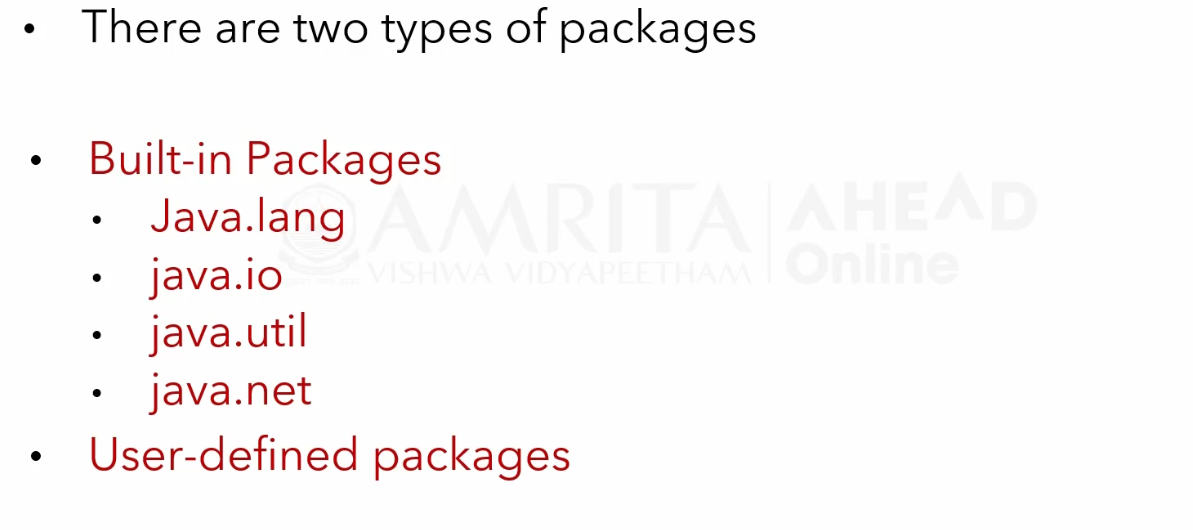 • There are two types of packages
• Built-in Packages
• Java.lang
• java.io
• java.util
• java.net
• User-defined packages
AMRITA
VISHWA VIDYAPEETHAM
AHEAD
Online